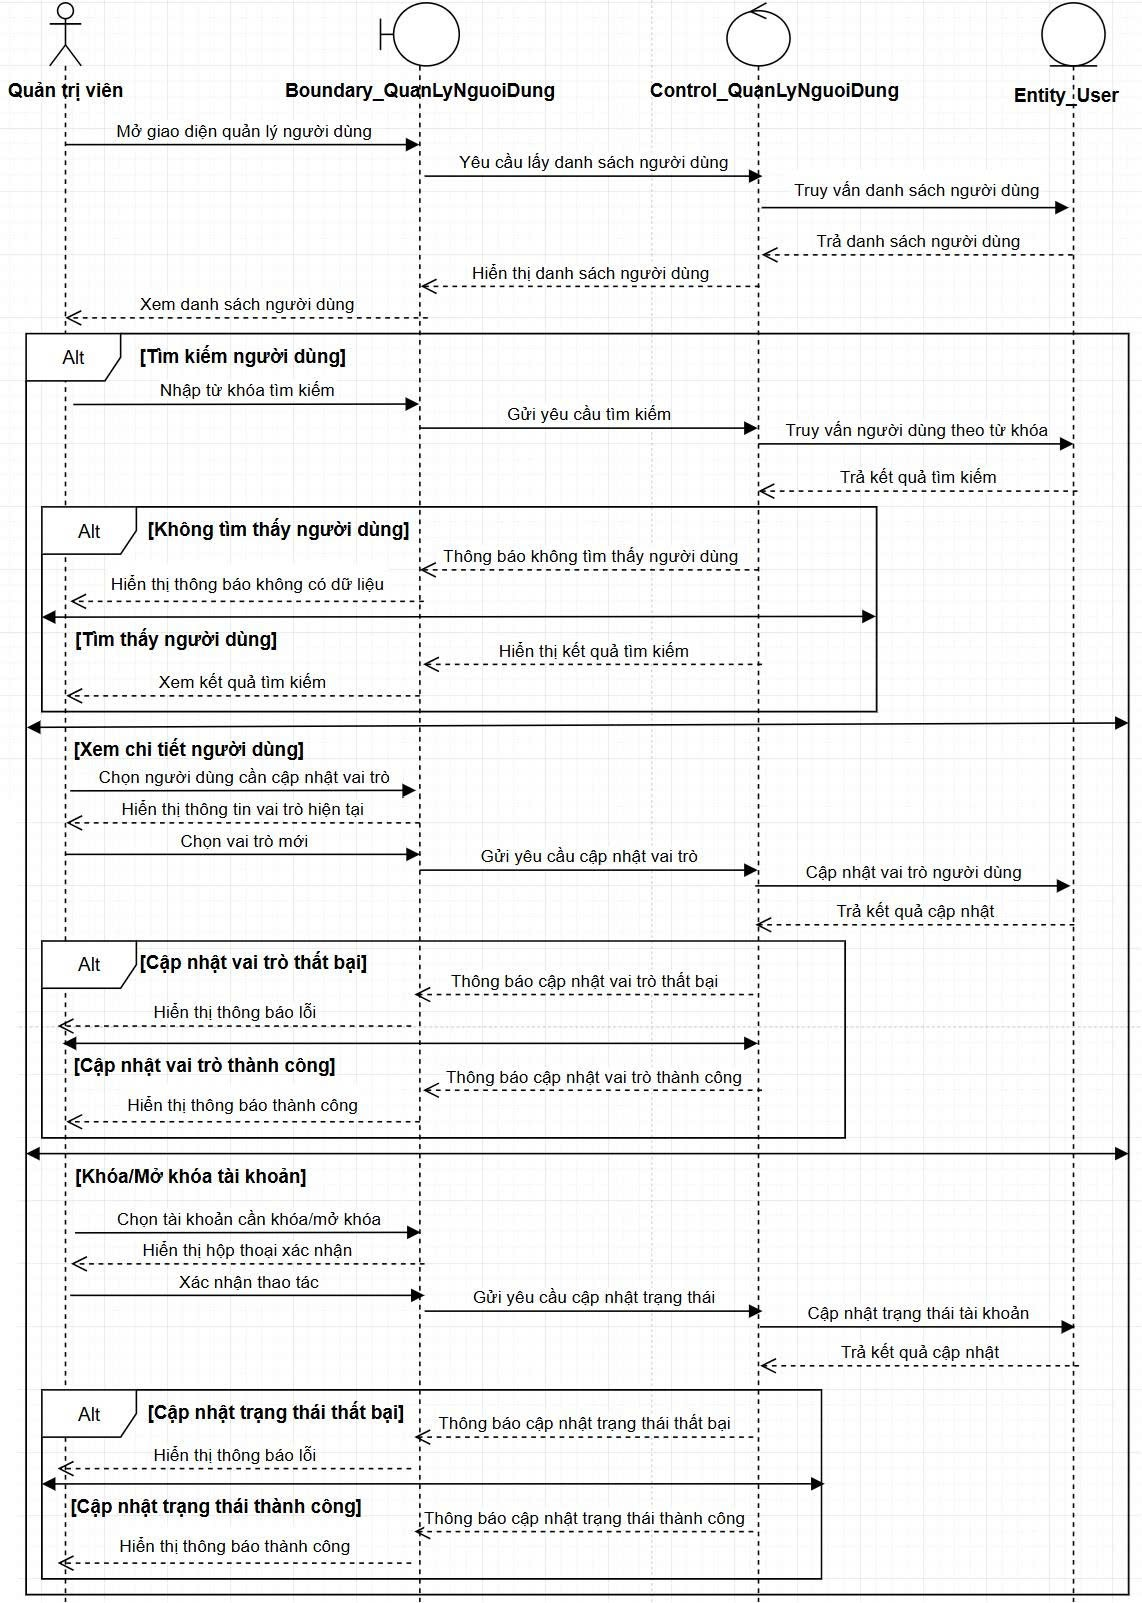 Quản trị viên
Boundary_QuanLyNguoiDung
Control_QuanLyNguoiDung
Entity_User
Mở giao diện quản lý người dùng
Yêu cầu lấy danh sách người dùng
Truy vấn danh sách người dùng
Trả danh sách người dùng
Hiển thị danh sách người dùng
Xem danh sách người dùng
Alt
[Tìm kiếm người dùng]
Nhập từ khóa tìm kiếm
Gửi yêu cầu tìm kiếm
Truy vấn người dùng theo từ khóa
Trả kết quả tìm kiếm
Alt
[Không tìm thấy người dùng]
Thông báo không tìm thấy người dùng
Hiển thị thông báo không có dữ liệu
[Tìm thấy người dùng]
Hiển thị kết quả tìm kiếm
Xem kết quả tìm kiếm
[Xem chi tiết người dùng]
Chọn người dùng cần cập nhật vai trò
Hiển thị thông tin vai trò hiện tại
Chọn vai trò mới
Gửi yêu cầu cập nhật vai trò
Cập nhật vai trò người dùng
Trả kết quả cập nhật
Alt
[Cập nhật vai trò thất bại]
Thông báo cập nhật vai trò thất bại
Hiển thị thông báo lỗi
[Cập nhật vai trò thành công]
Thông báo cập nhật vai trò thành công
Hiển thị thông báo thành công
[Khóa/Mở khóa tài khoản]
Chọn tài khoản cần khóa/mở khóa
Hiển thị hộp thoại xác nhận
Xác nhận thao tác
Gửi yêu cầu cập nhật trạng thái
Cập nhật trạng thái tài khoản
Trả kết quả cập nhật
Alt
[Cập nhật trạng thái thất bại]
Thông báo cập nhật trạng thái thất bại
Hiển thị thông báo lỗi
[Cập nhật trạng thái thành công]
Thông báo cập nhật trạng thái thành công
Hiển thị thông báo thành công